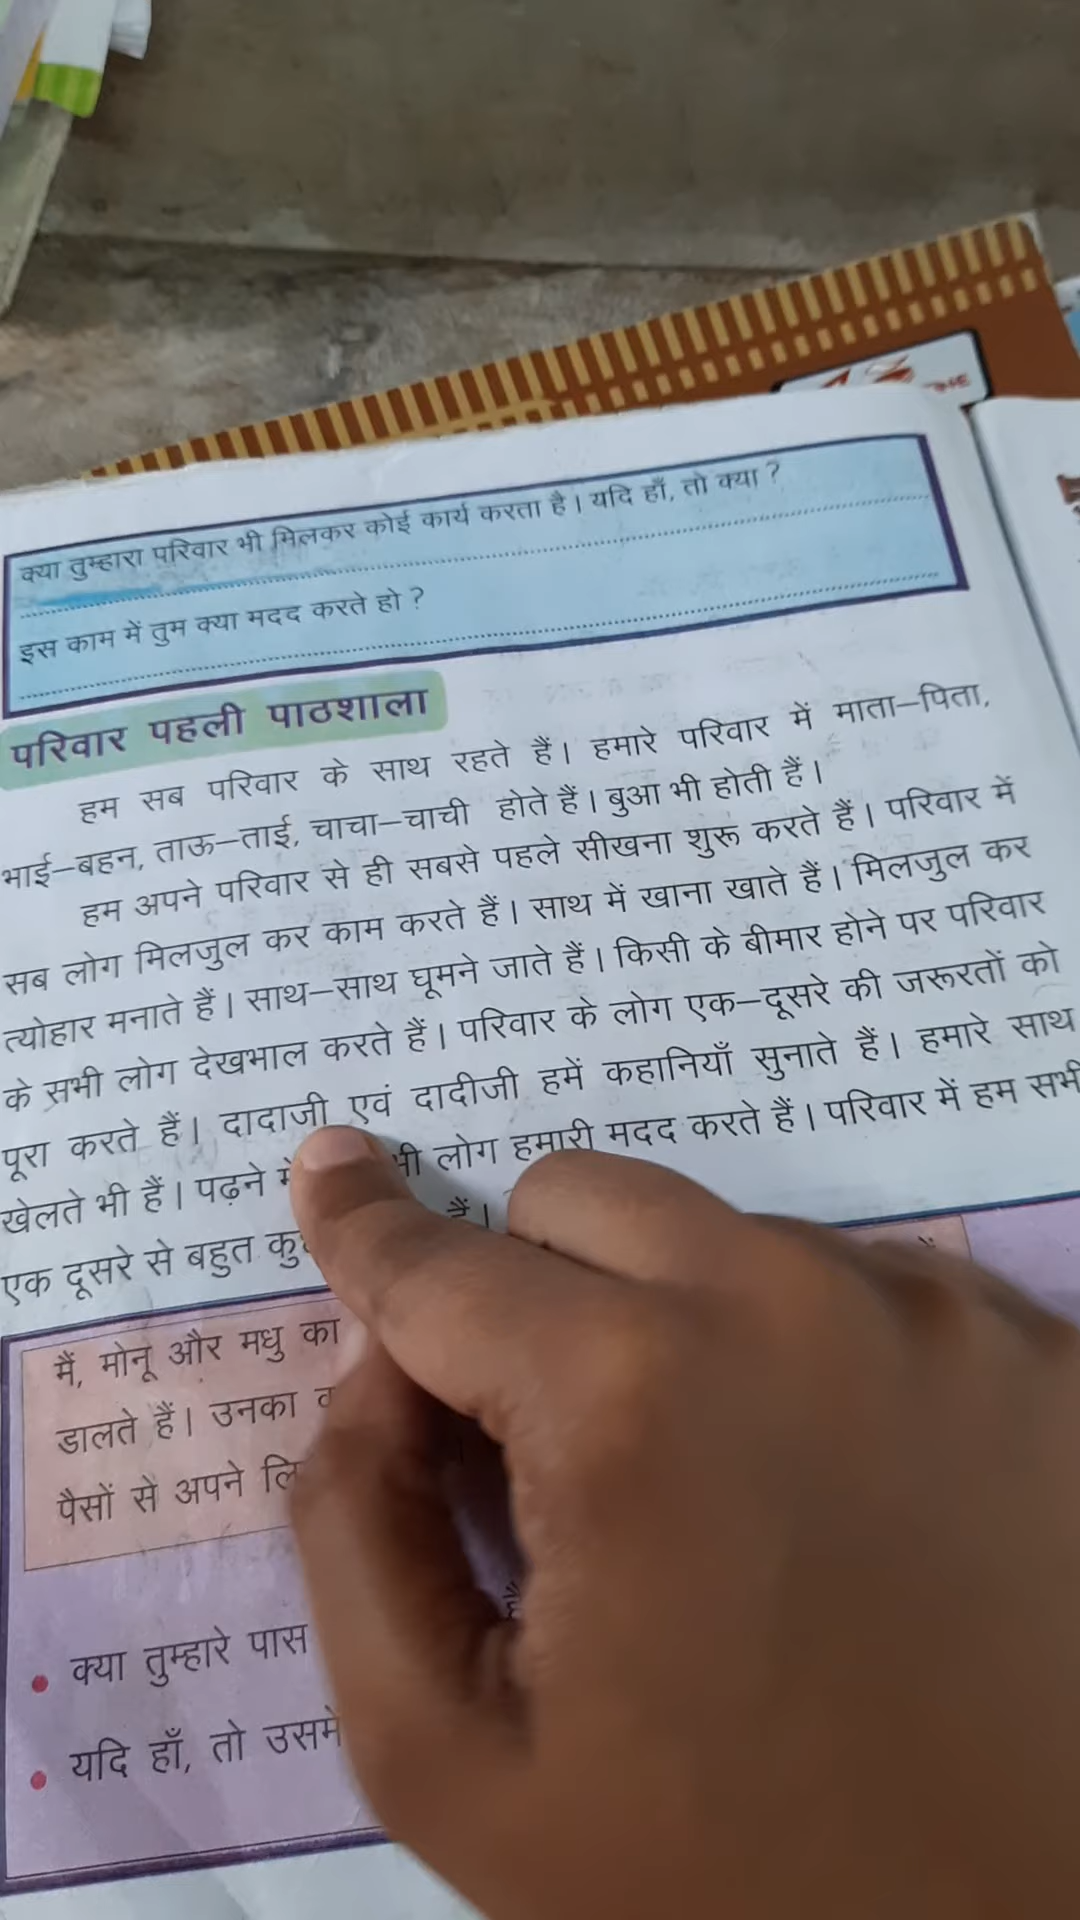 क्या तुम्हारा परिवार भी मिलकर कोई कार्य करता है। यदि हाँ, तो क्या ?
इस काम में तुम क्या मदद करते हो ?
परिवार पहली पाठशाला
हम सब परिवार के साथ रहते हैं। हमारे परिवार में माता–पिता,
भाई–बहन, ताऊ–ताई, चाचा–चाची होते हैं। बुआ भी होती हैं।
हम अपने परिवार से ही सबसे पहले सीखना शुरू करते हैं। परिवार में
सब लोग मिलजुल कर काम करते हैं। साथ में खाना खाते हैं। मिलजुल कर
त्योहार मनाते हैं। साथ–साथ घूमने जाते हैं। किसी के बीमार होने पर परिवार
के सभी लोग देखभाल करते हैं। परिवार के लोग एक–दूसरे की जरूरतों को
पूरा करते हैं। दादाजी एवं दादीजी हमें कहानियाँ सुनाते हैं। हमारे साथ
खेलते भी हैं। पढ़ने लोग हमारी मदद करते हैं। परिवार में हम सभी
एक दूसरे से बहुत हैं।
मैं, मोनू और मधु का
डालते हैं। उनका
पैसों से अपने
क्या तुम्हारे पास
यदि हाँ, तो